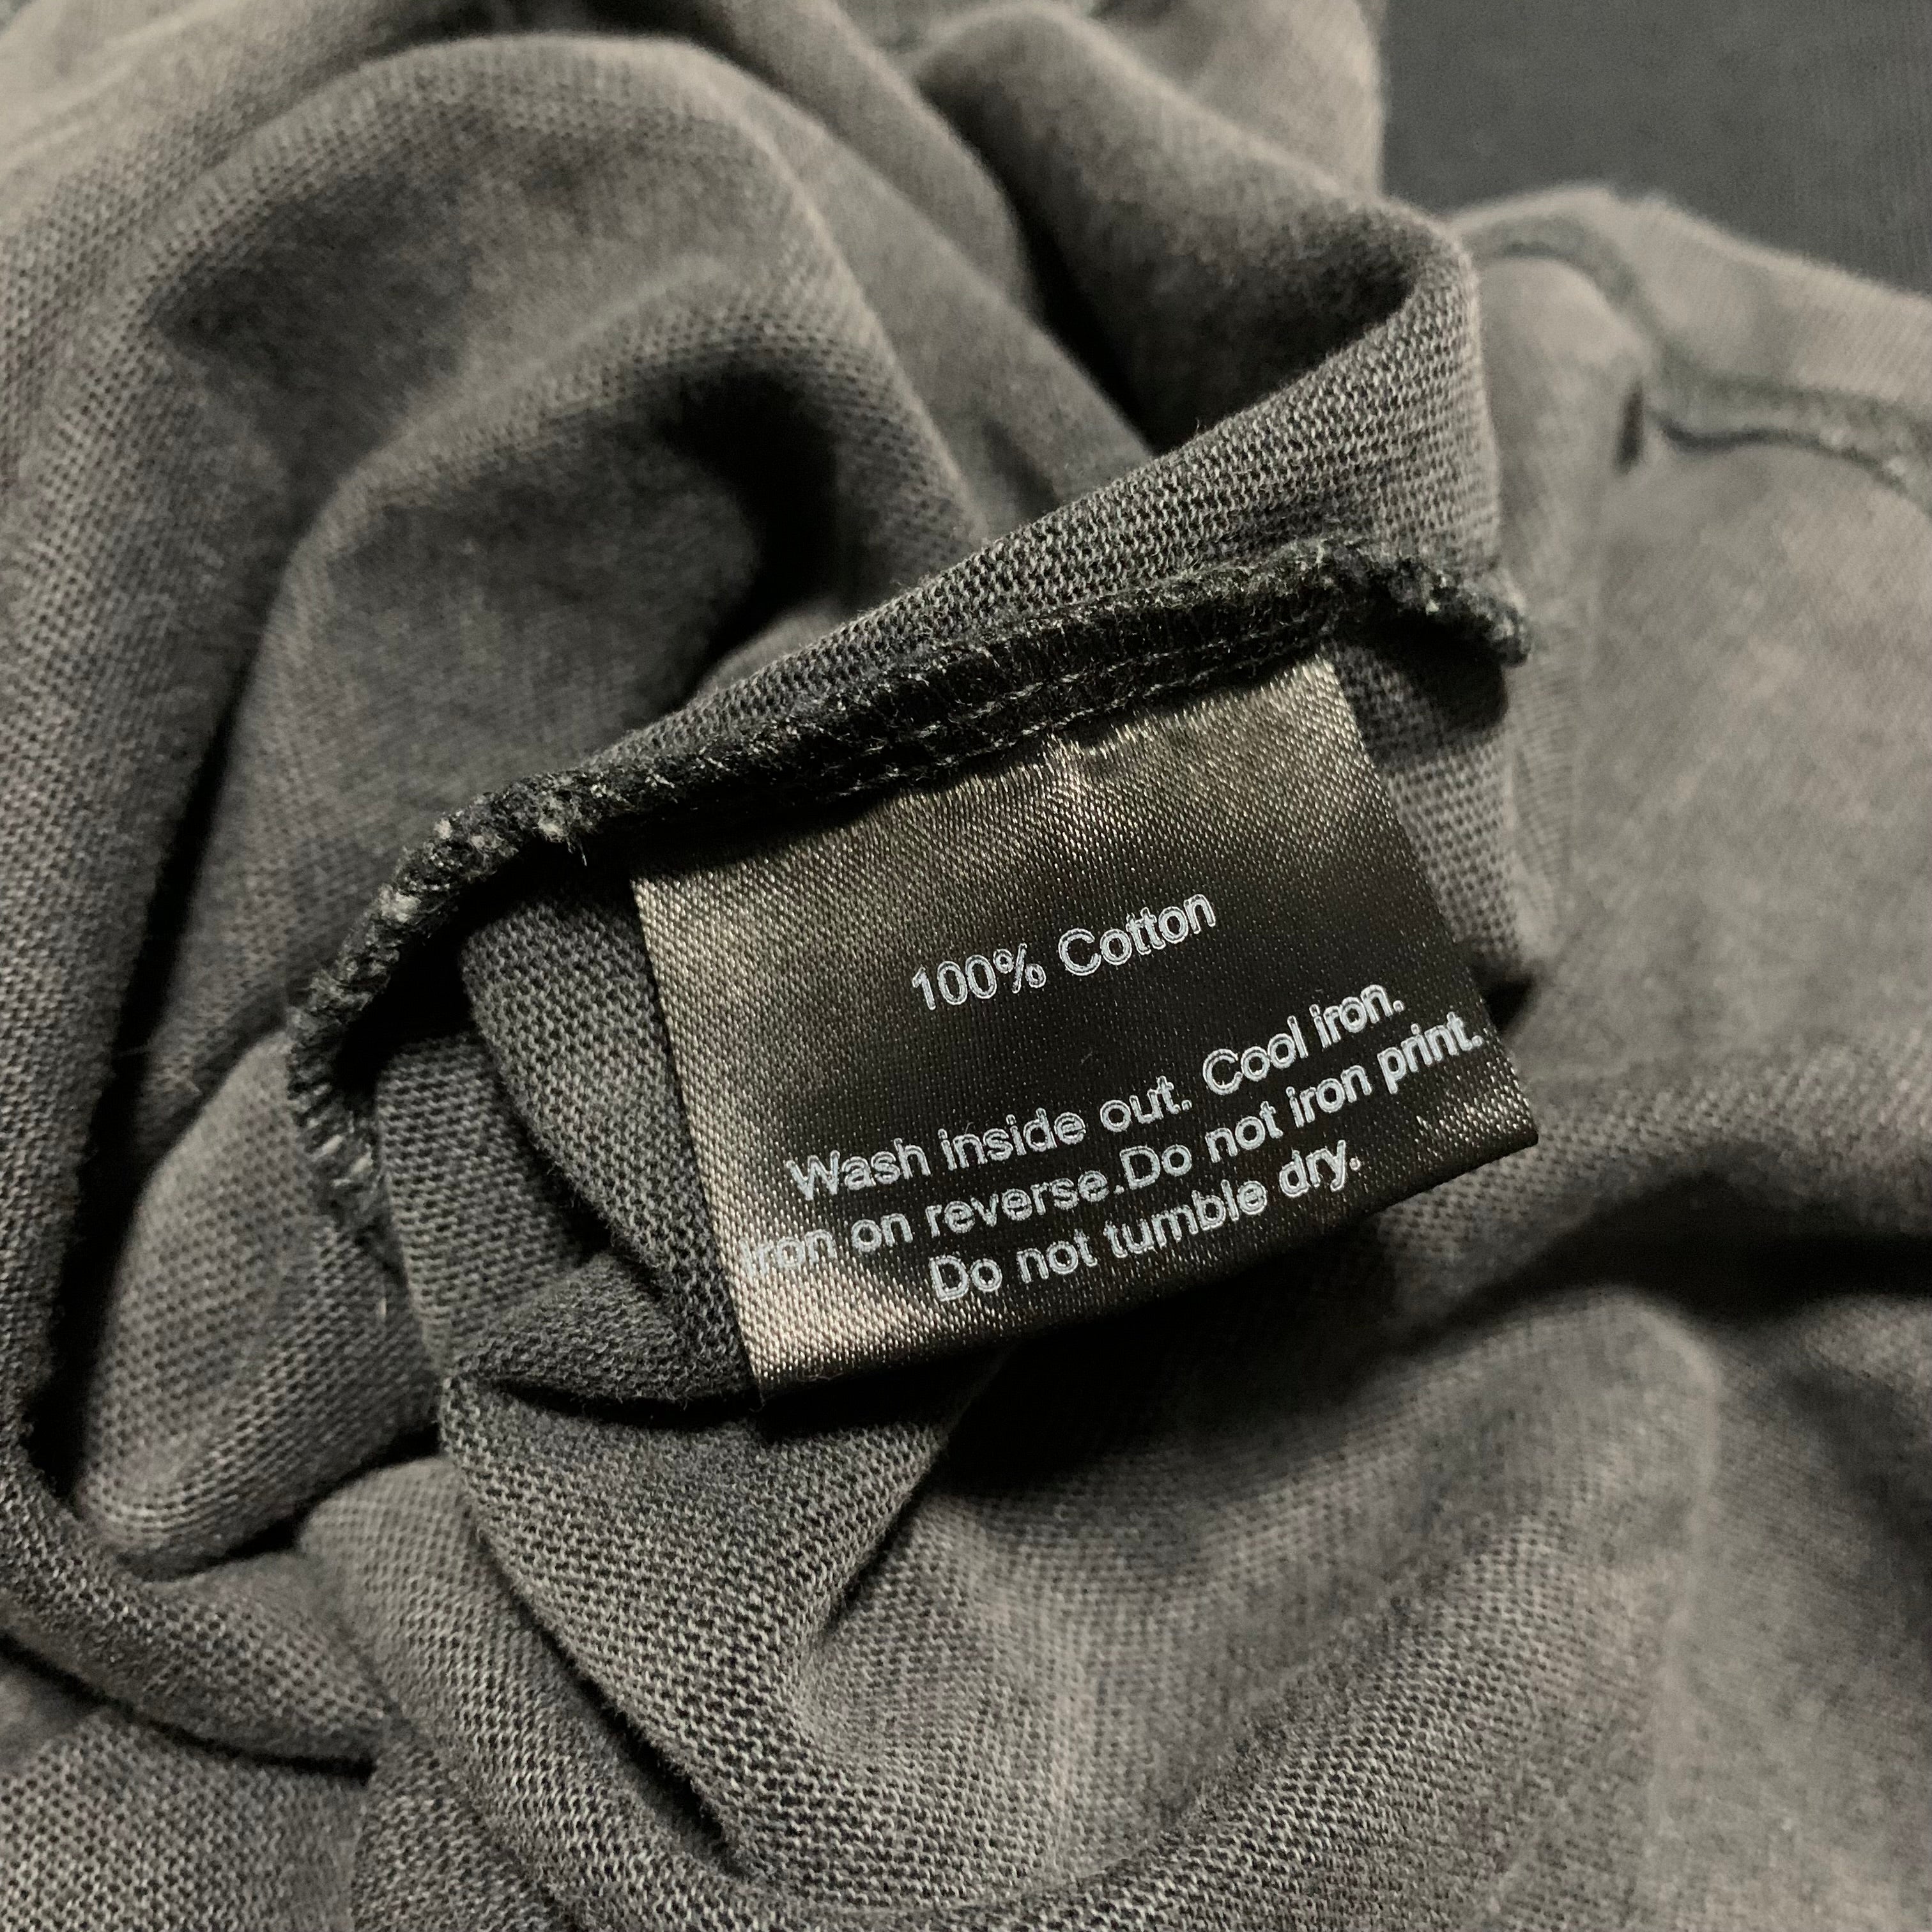 100% Cotton
Wash inside out. Cool iron.
Iron on reverse.Do not iron print.
Do not tumble dry.